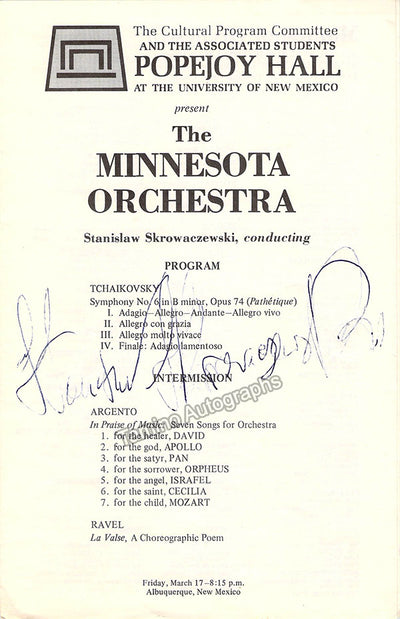 The Cultural Program Committee
AND THE ASSOCIATED STUDENTS
POPEJOY HALL
AT THE UNIVERSITY OF NEW MEXICO
present
The
MINNESOTA
ORCHESTRA
Stanislaw Skrowaczewski, conducting
PROGRAM
TCHAIKOVSKY
Symphony No. 6 in B minor, Opus 74 (Pathétique)
I. Adagio—Allegro—Andante—Allegro vivo
II. Allegro con grazia
III. Allegro molto vivace
IV. Finale: Adagio lamentoso
INTERMISSION
Tamino Autographs
ARGENTO
In Praise of Music, Seven Songs for Orchestra
1. for the healer, DAVID
2. for the god, APOLLO
3. for the satyr, PAN
4. for the sorrower, ORPHEUS
5. for the angel, ISRAFEL
6. for the saint, CECILIA
7. for the child, MOZART
RAVEL
La Valse, A Choreographic Poem
Friday, March 17–8:15 p.m.
Albuquerque, New Mexico